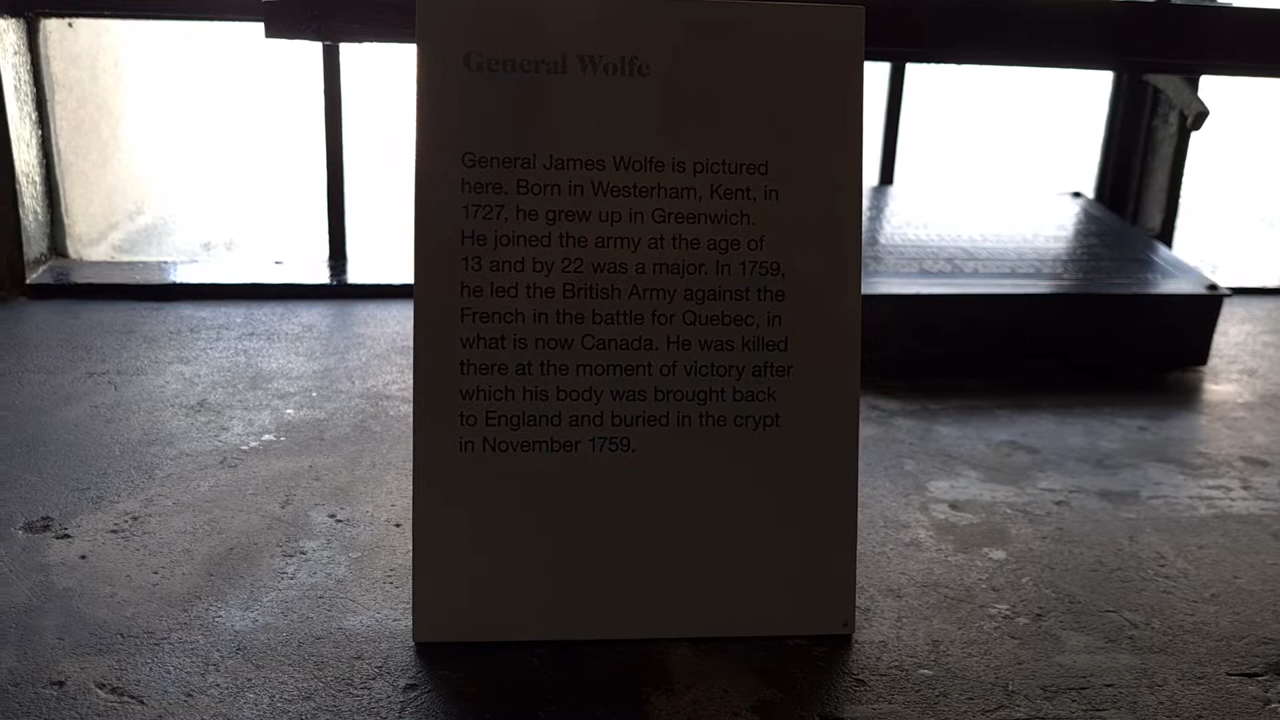 General Wolfe
General James Wolfe is pictured
here. Born in Westerham, Kent, in
1727, he grew up in Greenwich.
He joined the army at the age of
13 and by 22 was a major. In 1759,
he led the British Army against the
French in the battle for Quebec, in
what is now Canada. He was killed
there at the moment of victory after
which his body was brought back
to England and buried in the crypt
in November 1759.